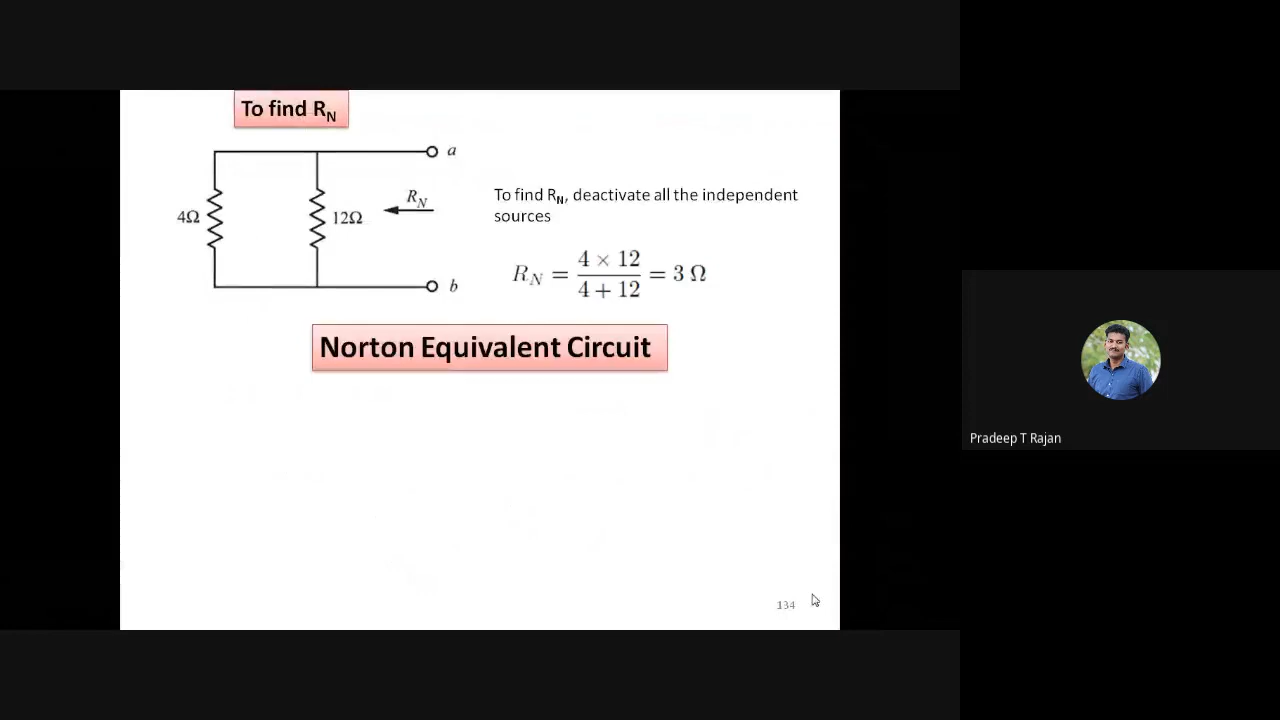 To find R_N
a
4Ω
12Ω
R_N
b
To find R_N, deactivate all the independent
sources
R_N = \frac{4 × 12}{4 + 12} = 3 Ω
Norton Equivalent Circuit
134
Pradeep T Rajan